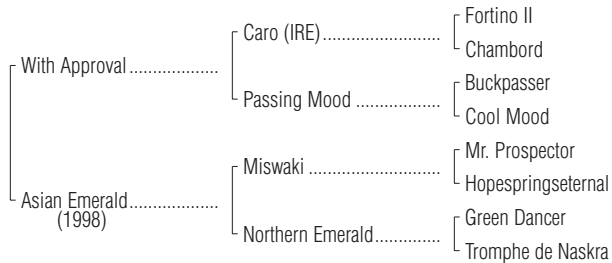 Fortino II
Caro (IRE)........................
Chambord
With Approval..................
Buckpasser
Passing Mood .................
Cool Mood
Mr. Prospector
Miswaki ..........................
Hopespringseternal
Asian Emerald..................
(1998)
Green Dancer
Northern Emerald...............
Tromphe de Naskra